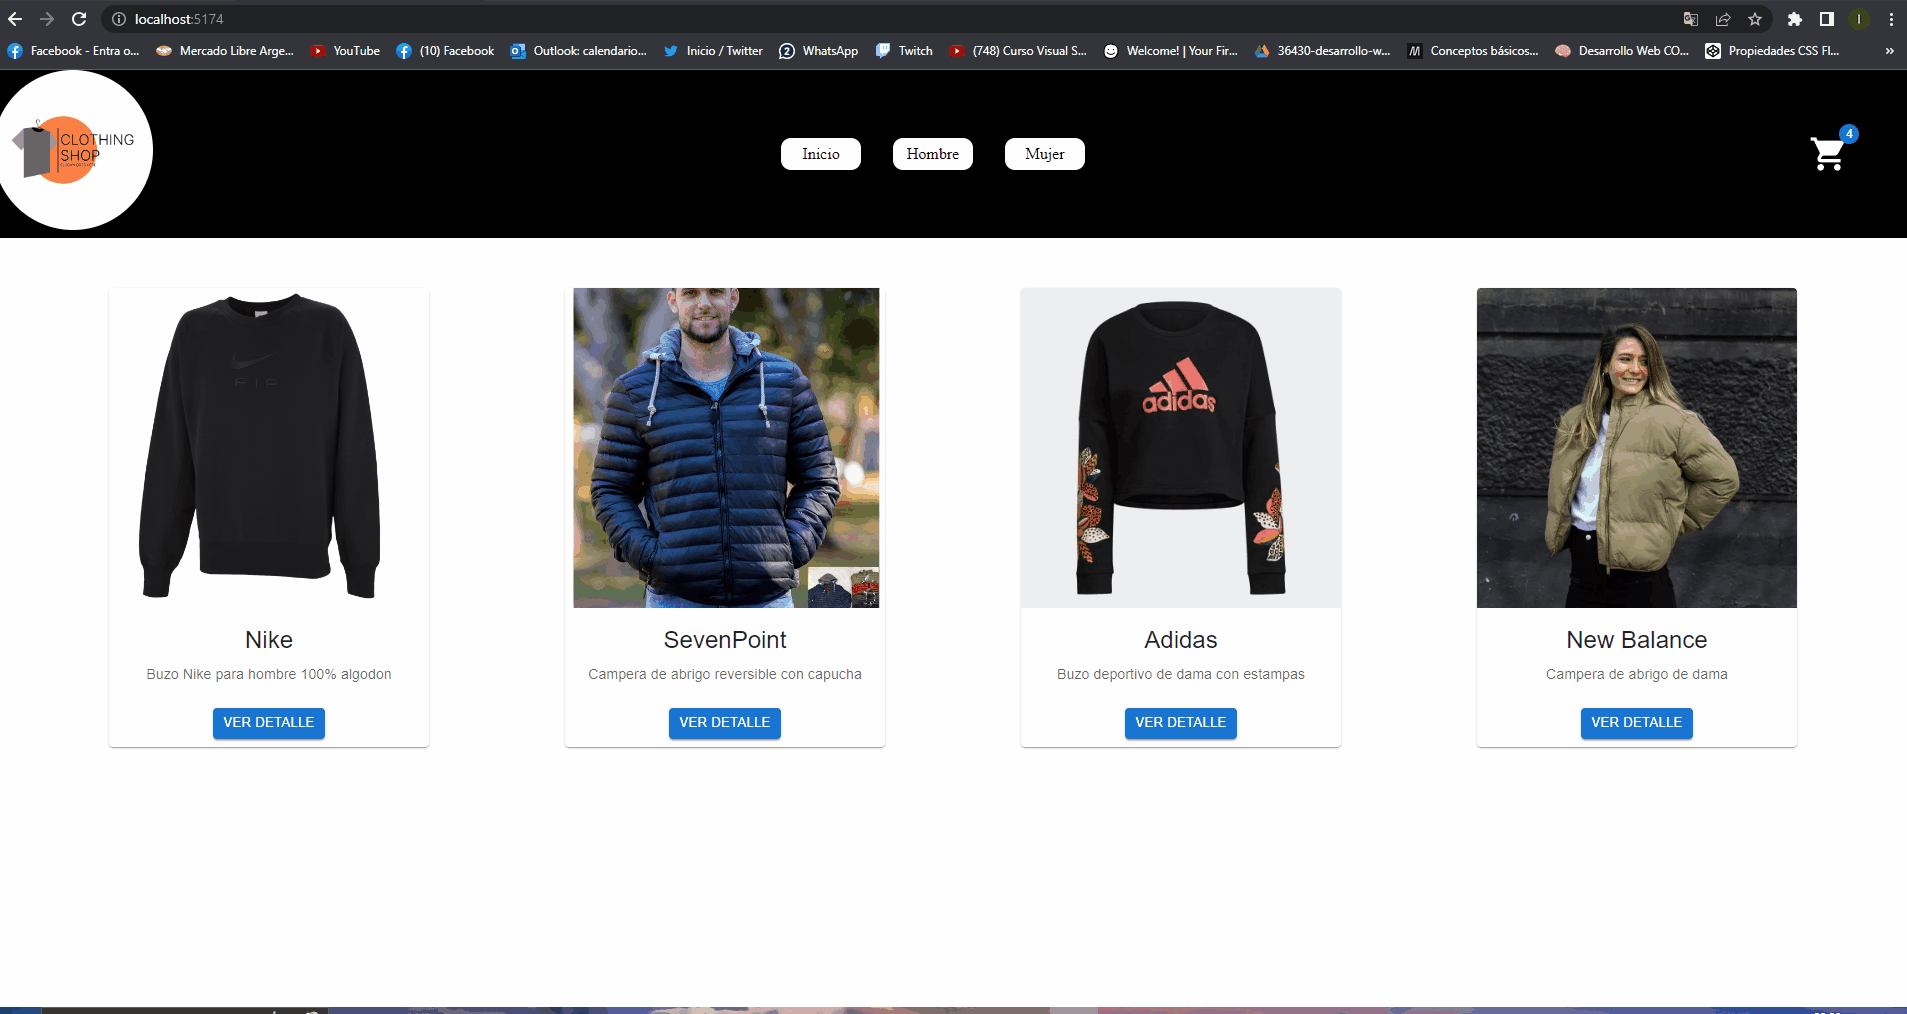 localhost:5174
Facebook - Entra o...
Mercado Libre Arge...
YouTube
(10) Facebook
Outlook: calendario...
Inicio / Twitter
WhatsApp
Twitch
(748) Curso Visual S...
Welcome! | Your Fir...
36430-desarrollo-w...
Conceptos básicos...
Desarrollo Web CO...
Propiedades CSS Fl...
»
CLOTHING
SHOP
Inicio
Hombre
Mujer
4
adidas
Nike
Buzo Nike para hombre 100% algodon
VER DETALLE
SevenPoint
Campera de abrigo reversible con capucha
VER DETALLE
Adidas
Buzo deportivo de dama con estampas
VER DETALLE
New Balance
Campera de abrigo de dama
VER DETALLE